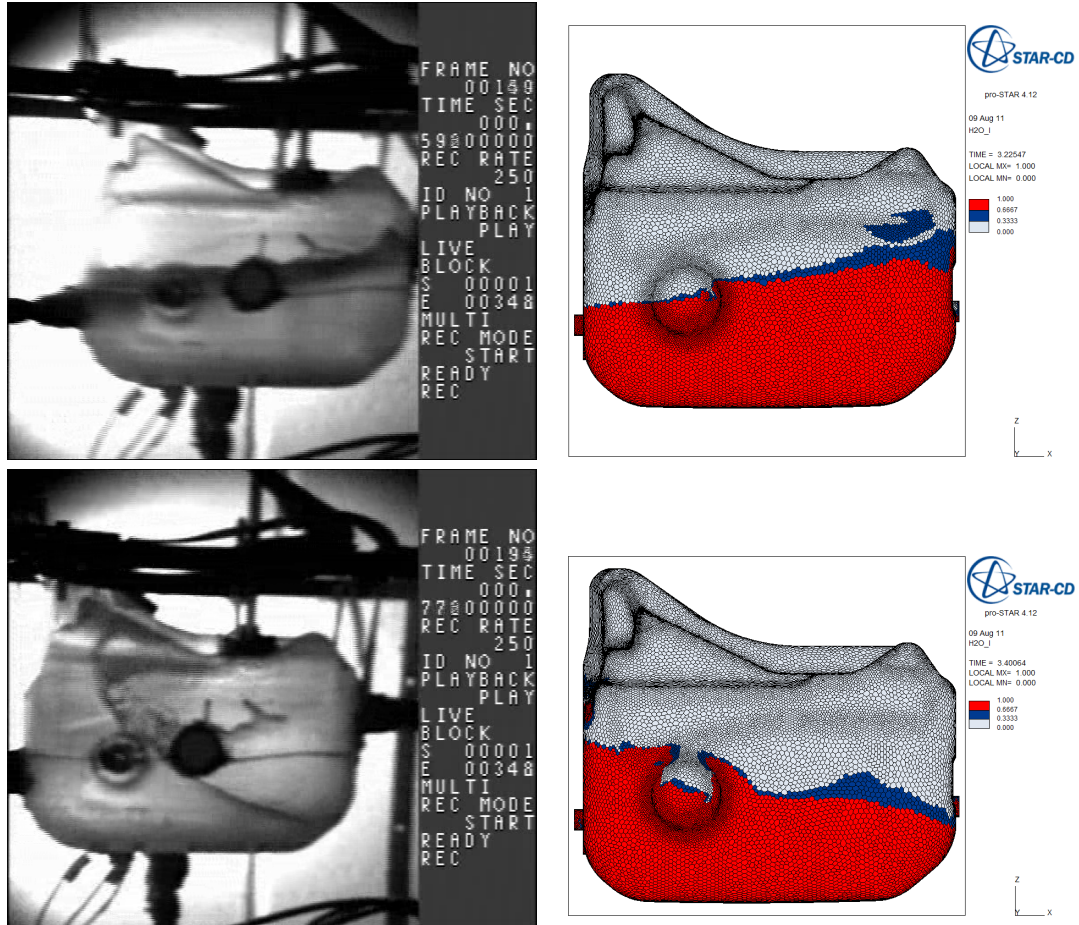 FRAME NO
TIME SEC
000.
REC RATE
250
ID NO 1
PLAYBACK
PLAY
LIVE
BLOCK
S 00001
E 00348
MULTI
REC MODE
START
READY
REC
STAR-CD
pro-STAR 4.12
09 Aug 11
H2O_l
TIME = 3.22547
LOCAL MX= 1.000
LOCAL MN= 0.000
1.000
0.6667
0.3333
0.000
Z
Y X
FRAME NO
TIME SEC
000.
REC RATE
250
ID NO 1
PLAYBACK
PLAY
LIVE
BLOCK
S 00001
E 00348
MULTI
REC MODE
START
READY
REC
STAR-CD
pro-STAR 4.12
09 Aug 11
H2O_l
TIME = 3.40064
LOCAL MX= 1.000
LOCAL MN= 0.000
1.000
0.6667
0.3333
0.000
Z
Y X